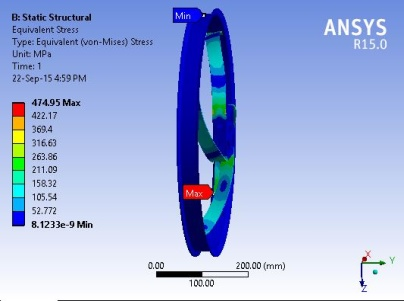 B: Static Structural
Equivalent Stress
Type: Equivalent (von-Mises) Stress
Unit: MPa
Time: 1
22-Sep-15 4:59 PM
474.95 Max
422.17
369.4
316.63
263.86
211.09
158.32
105.54
52.772
8.1233e-9 Min
Min
ANSYS
R15.0
Max
0.00
200.00 (mm)
100.00
X
Y
Z